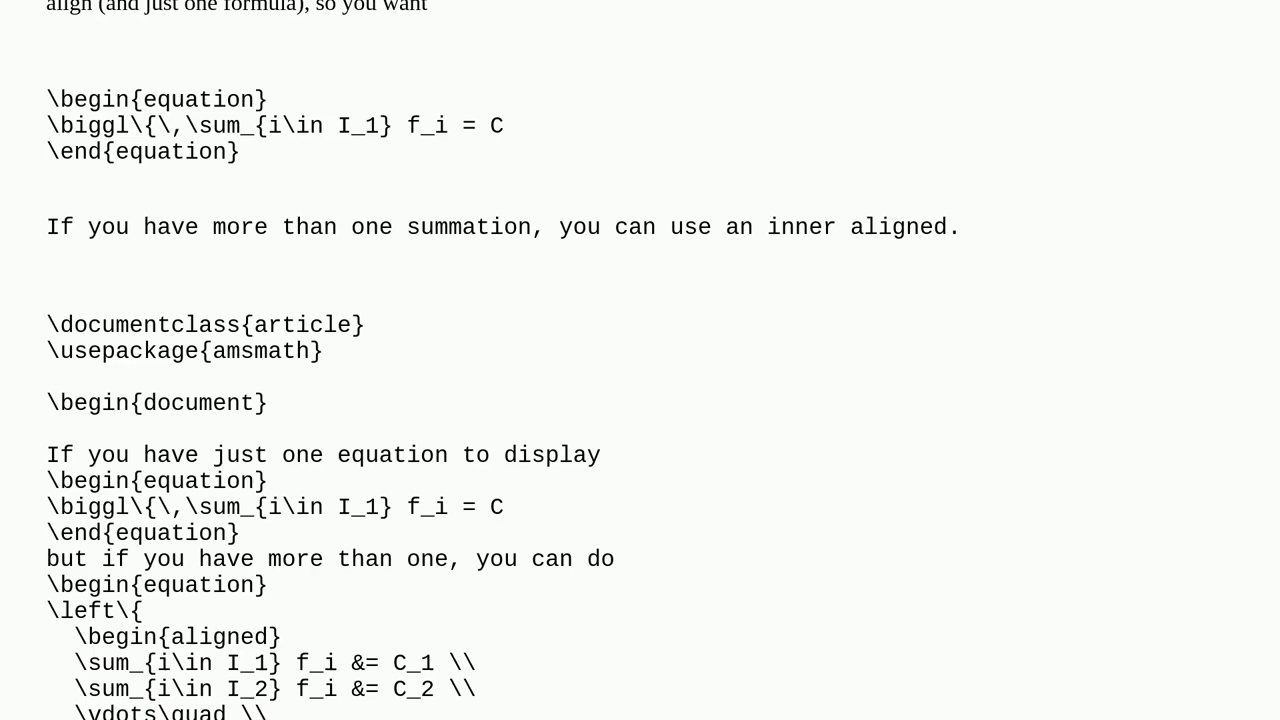 align (and just one formula), so you want
\begin{equation}
\biggl\{\,\sum_{i\in I_1} f_i = C
\end{equation}
If you have more than one summation, you can use an inner aligned.
\documentclass{article}
\usepackage{amsmath}
\begin{document}
If you have just one equation to display
\begin{equation}
\biggl\{\,\sum_{i\in I_1} f_i = C
\end{equation}
but if you have more than one, you can do
\begin{equation}
\left\{
  \begin{aligned}
  \sum_{i\in I_1} f_i &= C_1 \\
  \sum_{i\in I_2} f_i &= C_2 \\
  \vdots\quad \\